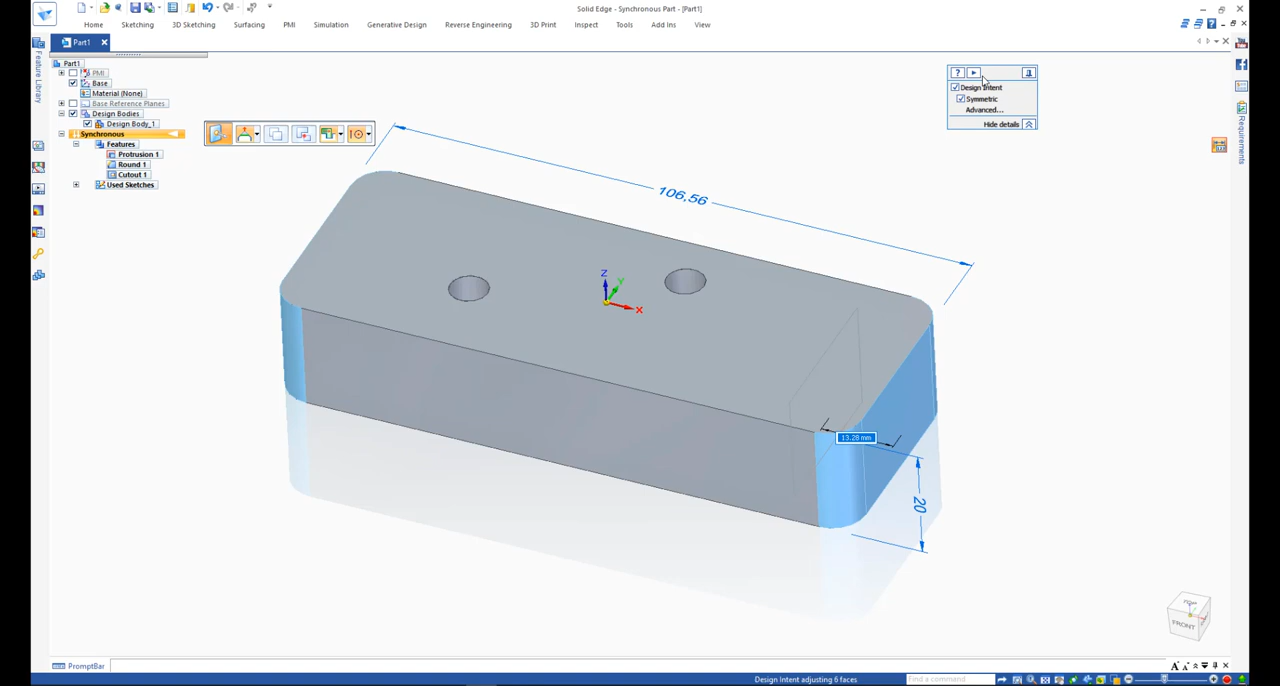 Solid Edge - Synchronous Part - [Part1]
Home Sketching 3D Sketching Surfacing PMI Simulation Generative Design Reverse Engineering 3D Print Inspect Tools Add Ins View
Part1
Feature Library
Part1
PMI
Base
Material (None)
Base Reference Planes
Design Bodies
Design Body_1
Synchronous
Features
Protrusion 1
Round 1
Cutout 1
Used Sketches
Design Intent
Symmetric
Advanced...
Hide details
Requirements
106,56
Z
Y
X
13.28 mm
20
TOP
FRONT
PromptBar
Design Intent adjusting 6 faces
Find a command